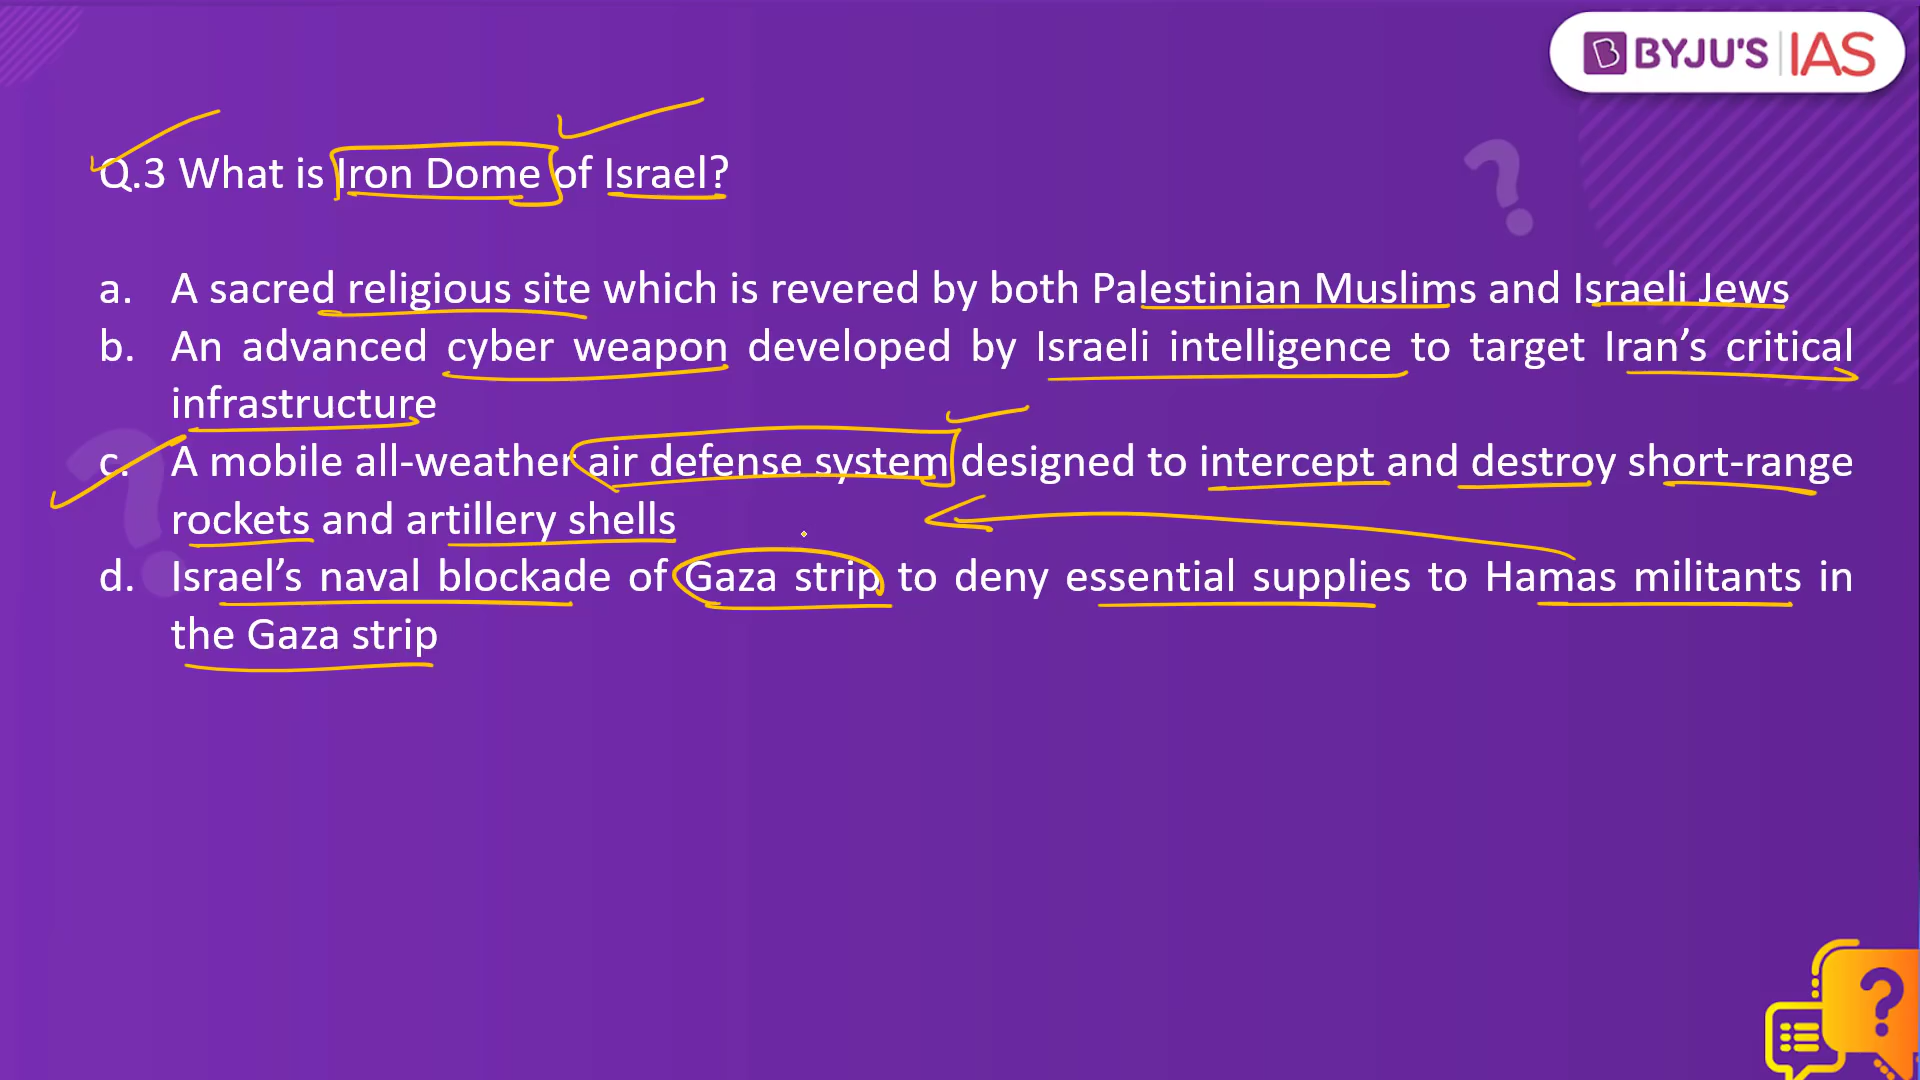 BYJU'S IAS
Q.3 What is Iron Dome of Israel?
a. A sacred religious site which is revered by both Palestinian Muslims and Israeli Jews
b. An advanced cyber weapon developed by Israeli intelligence to target Iran’s critical
infrastructure
c. A mobile all-weather air defense system designed to intercept and destroy short-range
rockets and artillery shells
d. Israel’s naval blockade of Gaza strip to deny essential supplies to Hamas militants in
the Gaza strip